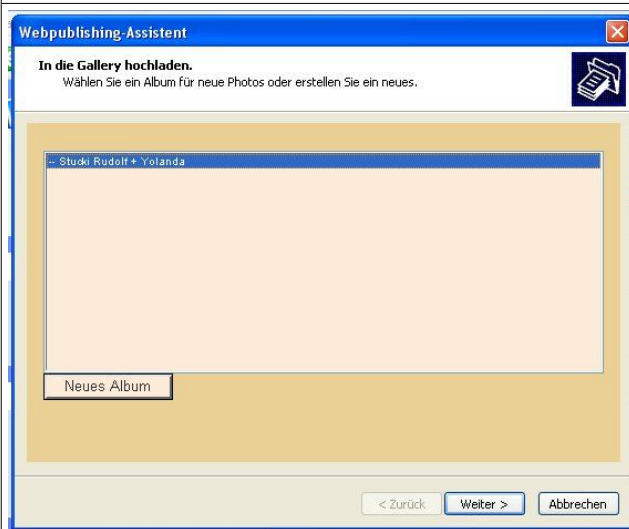 Webpublishing-Assistent
In die Gallery hochladen.
Wählen Sie ein Album für neue Photos oder erstellen Sie ein neues.
-- Stucki Rudolf + Yolanda
Neues Album
< Zurück
Weiter >
Abbrechen